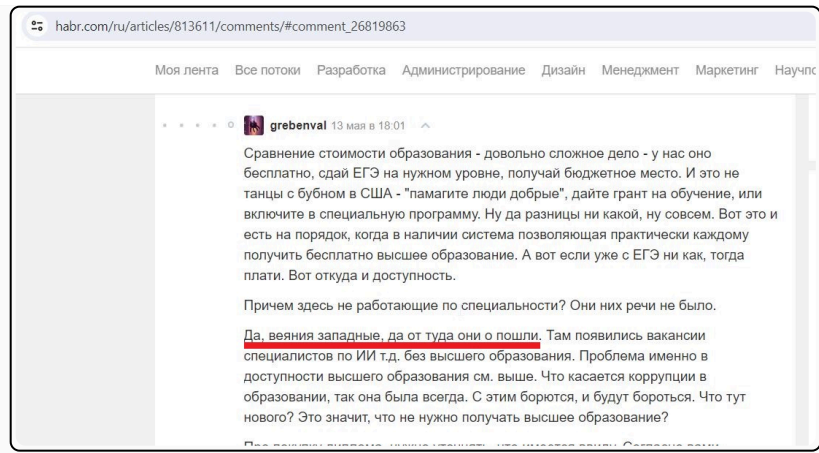 habr.com/ru/articles/813611/comments/#comment_26819863
Моя лента Все потоки Разработка Администрирование Дизайн Менеджмент Маркетинг Научпо
grebenval 13 мая в 18:01
Сравнение стоимости образования - довольно сложное дело - у нас оно
бесплатно, сдай ЕГЭ на нужном уровне, получай бюджетное место. И это не
танцы с бубном в США - "памагите люди добрые", дайте грант на обучение, или
включите в специальную программу. Ну да разницы ни какой, ну совсем. Вот это и
есть на порядок, когда в наличии система позволяющая практически каждому
получить бесплатно высшее образование. А вот если уже с ЕГЭ ни как, тогда
плати. Вот откуда и доступность.
Причем здесь не работающие по специальности? Они них речи не было.
Да, веяния западные, да от туда они о пошли. Там появились вакансии
специалистов по ИИ т.д. без высшего образования. Проблема именно в
доступности высшего образования см. выше. Что касается коррупции в
образовании, так она была всегда. С этим борются, и будут бороться. Что тут
нового? Это значит, что не нужно получать высшее образование?